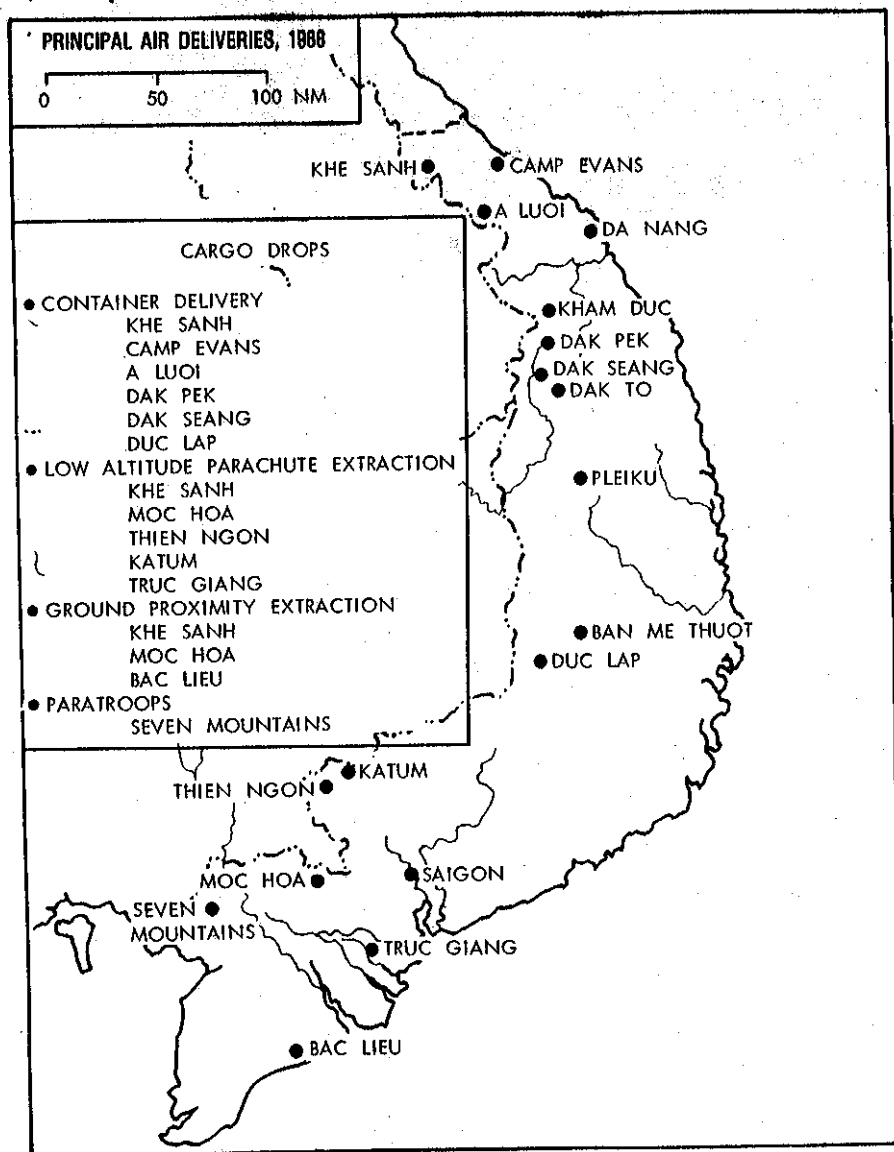 PRINCIPAL AIR DELIVERIES, 1968
0 50 100 NM
KHE SANH
CAMP EVANS
A LUOI
DA NANG
CARGO DROPS
CONTAINER DELIVERY
KHE SANH
CAMP EVANS
A LUOI
DAK PEK
DAK SEANG
DUC LAP
LOW ALTITUDE PARACHUTE EXTRACTION
KHE SANH
MOC HOA
THIEN NGON
KATUM
TRUC GIANG
GROUND PROXIMITY EXTRACTION
KHE SANH
MOC HOA
BAC LIEU
PARATROOPS
SEVEN MOUNTAINS
KHAM DUC
DAK PEK
DAK SEANG
DAK TO
PLEIKU
BAN ME THUOT
DUC LAP
KATUM
THIEN NGON
MOC HOA
SAIGON
SEVEN
MOUNTAINS
TRUC GIANG
BAC LIEU